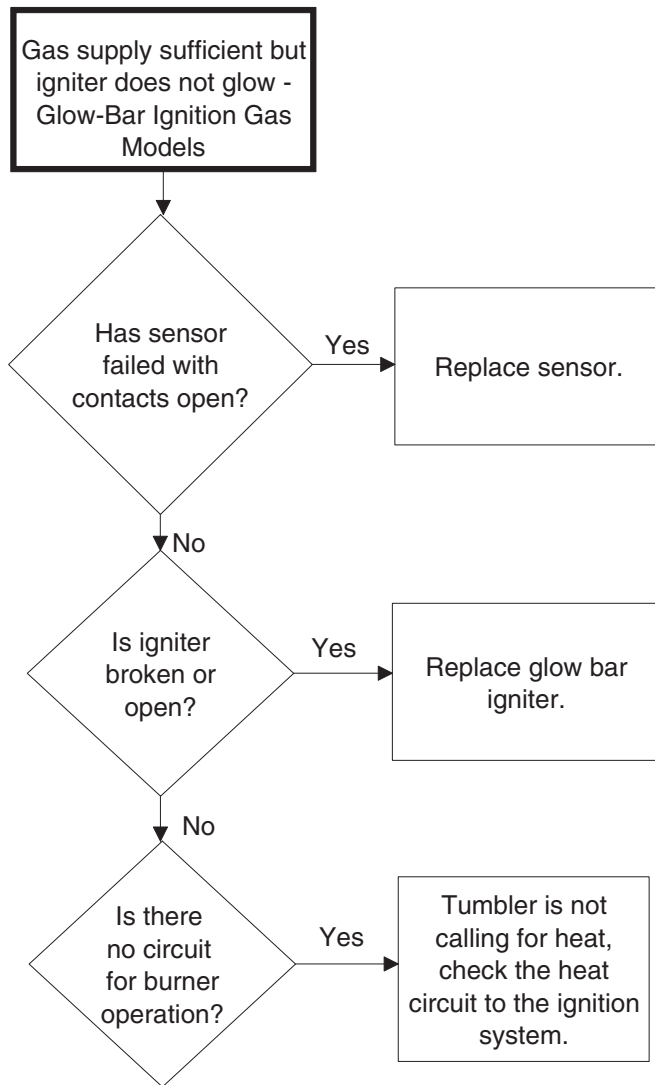 Gas supply sufficient but
igniter does not glow -
Glow-Bar Ignition Gas
Models
Has sensor
failed with
contacts open?
Yes
Replace sensor.
No
Is igniter
broken or
open?
Yes
Replace glow bar
igniter.
No
Is there
no circuit
for burner
operation?
Yes
Tumbler is not
calling for heat,
check the heat
circuit to the ignition
system.